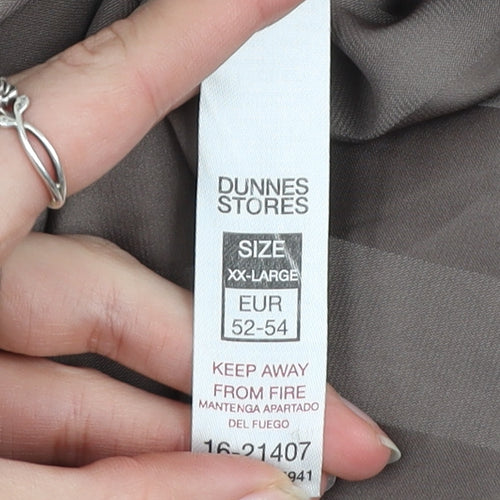 DUNNES
STORES
SIZE
XX-LARGE
EUR
52-54
KEEP AWAY
FROM FIRE
MANTENGA APARTADO
DEL FUEGO
16-21407